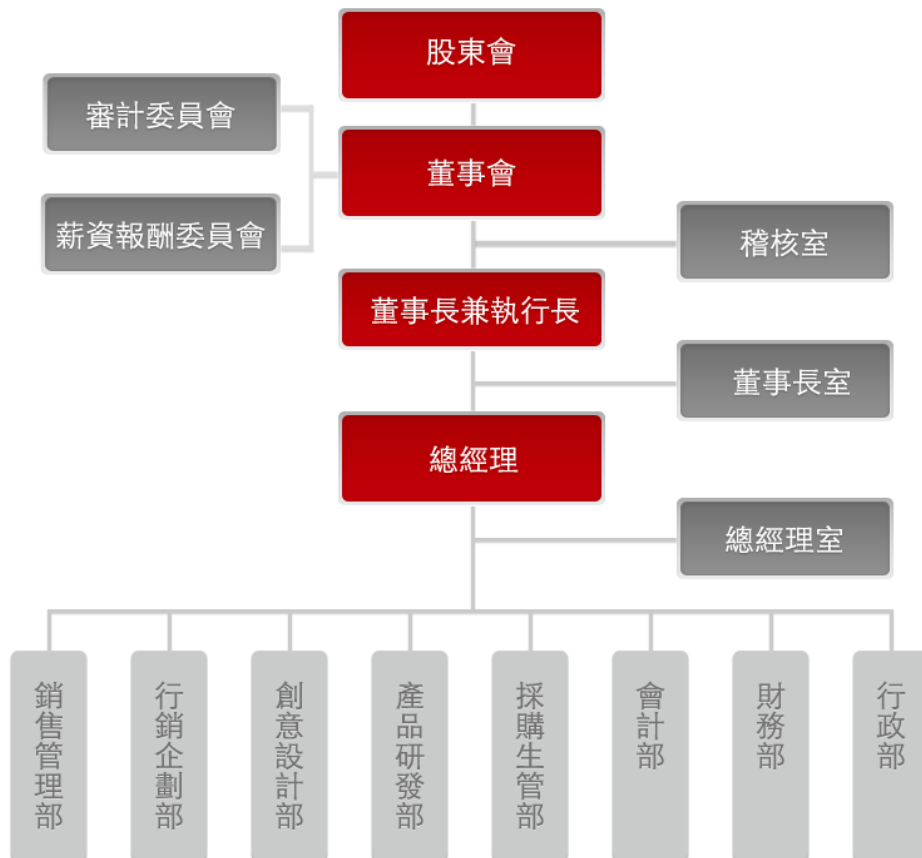 股東會
審計委員會
董事會
薪資報酬委員會
稽核室
董事長兼執行長
董事長室
總經理
總經理室
銷售管理部
行銷企劃部
創意設計部
產品研發部
採購生管部
會計部
財務部
行政部